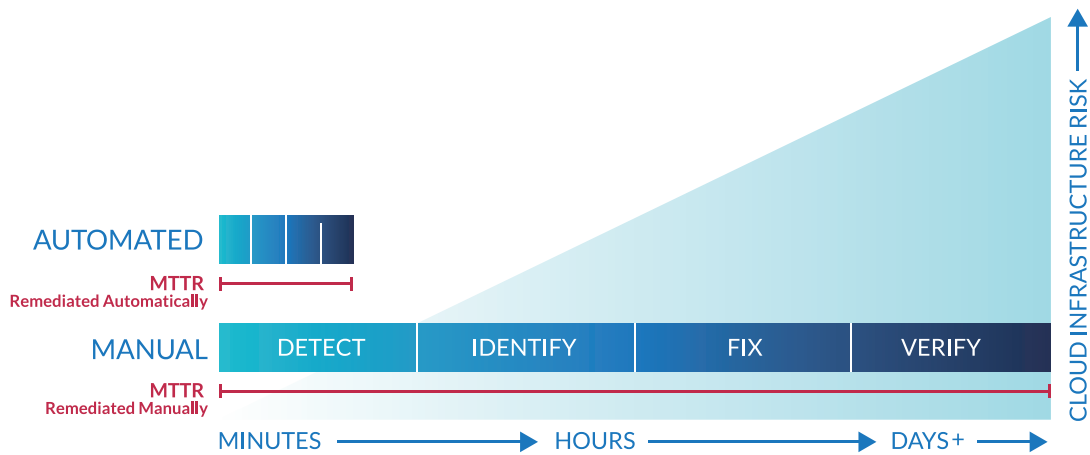 AUTOMATED
MTTR
Remediated Automatically
MANUAL
DETECT
IDENTIFY
FIX
VERIFY
MTTR
Remediated Manually
MINUTES
HOURS
DAYS+
CLOUD INFRASTRUCTURE RISK